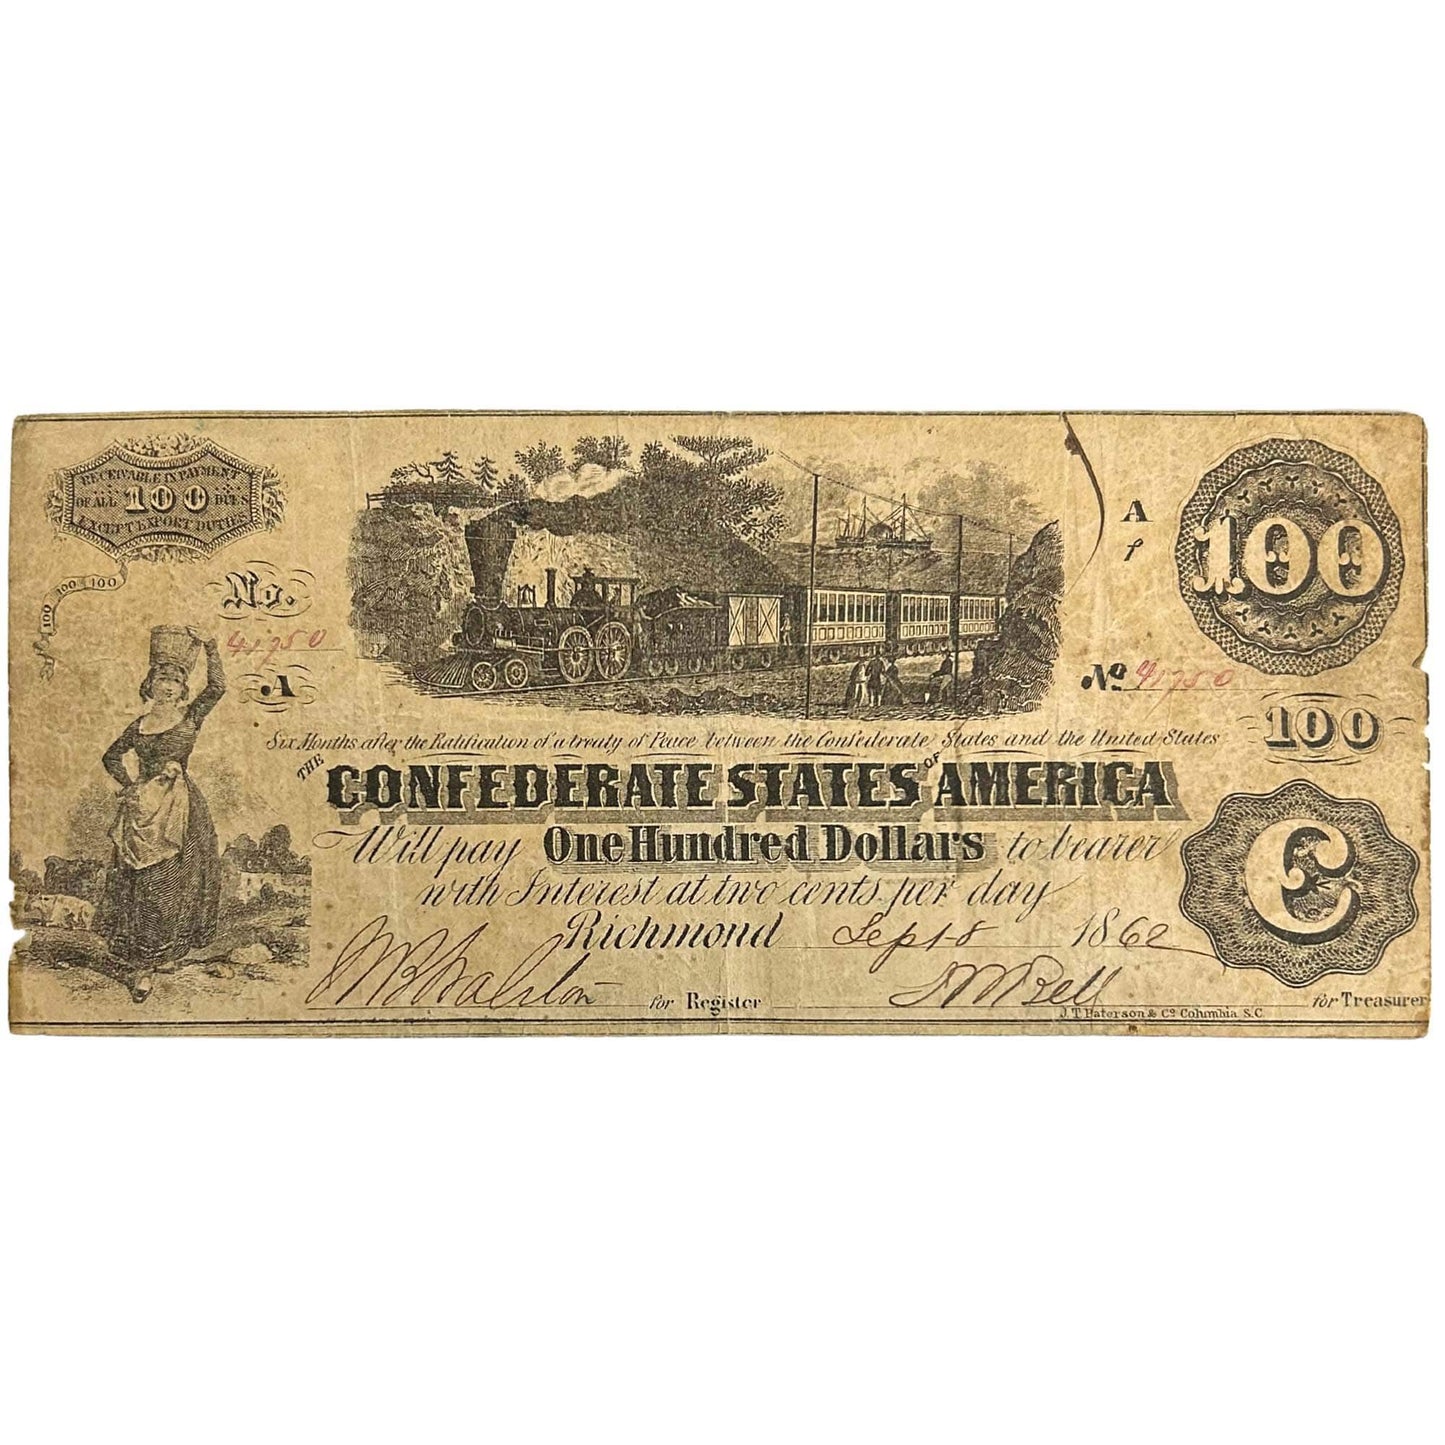 RECEIVABLE IN PAYMENT
OF ALL 100 DUES
EXCEPT EXPORT DUTIES
100 100 100
No.
41750
A
A
f
100
No 41750
100
Six Months after the Ratification of a treaty of Peace between the Confederate States and the United States
THE CONFEDERATE STATES OF AMERICA
Will pay One Hundred Dollars to bearer
with Interest at two cents per day
Richmond Sept 8 1862
C
for Register
Bell for Treasurer
J. T. Paterson & Co Columbia S.C.